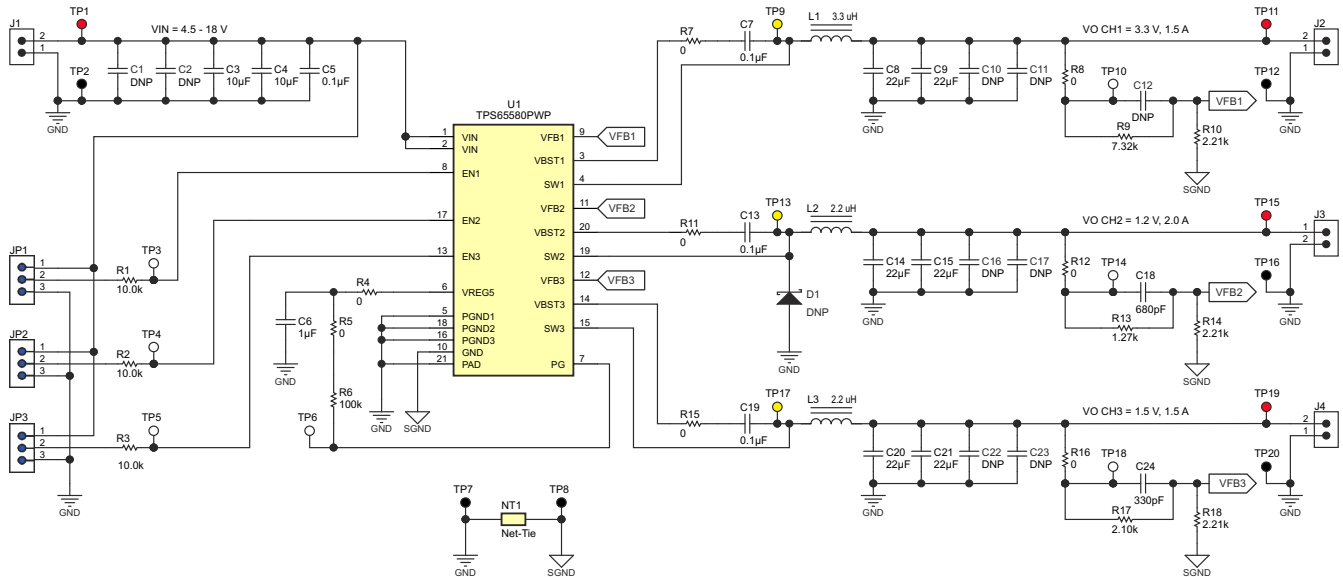 J1
2
1
TP1
VIN = 4.5 - 18 V
TP2
GND
C1
DNP
C2
DNP
C3
10µF
C4
10µF
C5
0.1µF
U1
TPS65580PWP
1
VIN
2
VIN
8
EN1
17
EN2
13
EN3
6
VREG5
5
PGND1
18
PGND2
16
PGND3
10
GND
21
PAD
VFB1
9
VFB1
VBST1
3
SW1
4
VFB2
11
VFB2
VBST2
20
SW2
19
VFB3
12
VFB3
VBST3
14
SW3
15
PG
7
JP1
1
2
3
R1
10.0k
TP3
JP2
1
2
3
R2
10.0k
TP4
JP3
1
2
3
R3
10.0k
TP5
GND
C6
1µF
GND
R4
0
R5
0
R6
100k
TP6
GND
SGND
TP7
NT1
Net-Tie
TP8
GND
SGND
R7
0
C7
0.1µF
TP9
L1
3.3 uH
C8
22µF
C9
22µF
C10
DNP
C11
DNP
GND
VO CH1 = 3.3 V, 1.5 A
R8
0
TP10
C12
DNP
R9
7.32k
R10
2.21k
SGND
VFB1
TP11
TP12
J2
2
1
GND
R11
0
C13
0.1µF
TP13
D1
DNP
GND
L2
2.2 uH
C14
22µF
C15
22µF
C16
DNP
C17
DNP
GND
VO CH2 = 1.2 V, 2.0 A
R12
0
TP14
C18
680pF
R13
1.27k
R14
2.21k
SGND
VFB2
TP15
TP16
J3
1
2
GND
R15
0
C19
0.1µF
TP17
L3
2.2 uH
C20
22µF
C21
22µF
C22
DNP
C23
DNP
GND
VO CH3 = 1.5 V, 1.5 A
R16
0
TP18
C24
330pF
R17
2.10k
R18
2.21k
SGND
VFB3
TP19
TP20
J4
2
1
GND